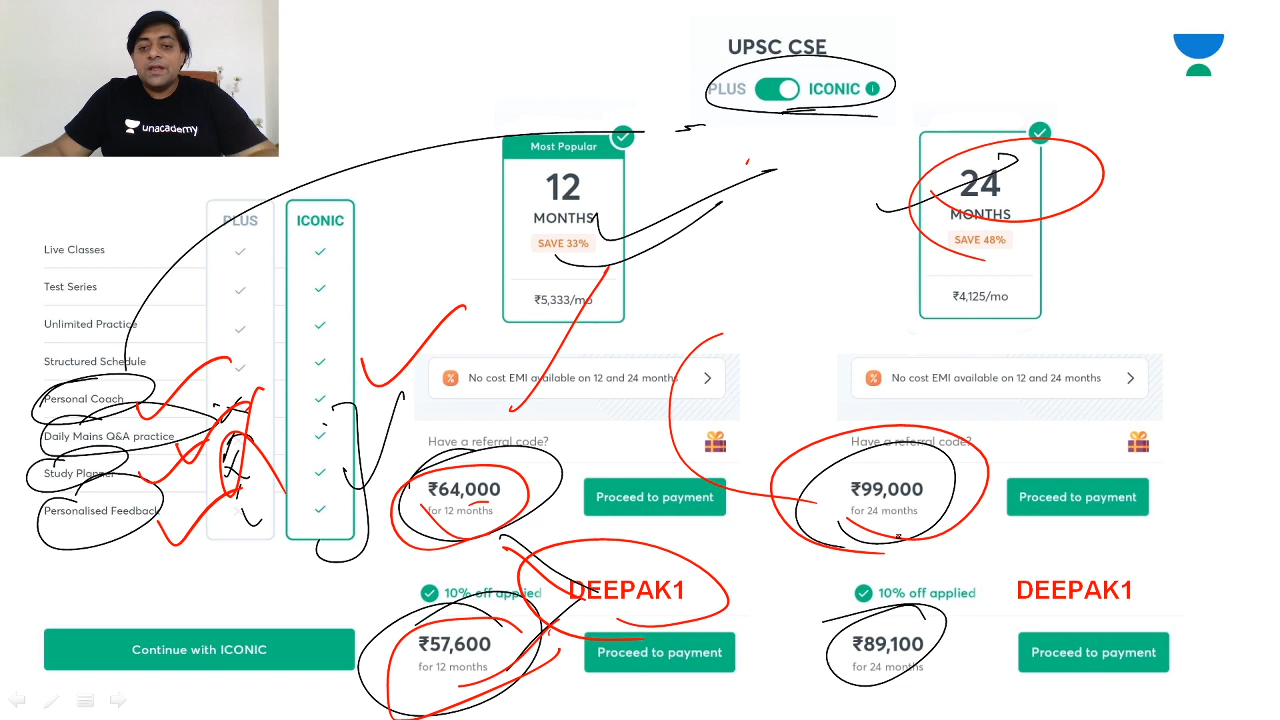 unacademy
UPSC CSE
PLUS ICONIC
PLUS ICONIC
Live Classes
Test Series
Unlimited Practice
Structured Schedule
Personal Coach
Daily Mains Q&A practice
Study Planner
Personalised Feedback
Continue with ICONIC
Most Popular
12
MONTHS
SAVE 33%
₹5,333/mo
No cost EMI available on 12 and 24 months
Have a referral code?
₹64,000
for 12 months
Proceed to payment
10% off applied
DEEPAK1
₹57,600
for 12 months
Proceed to payment
24
MONTHS
SAVE 48%
₹4,125/mo
No cost EMI available on 12 and 24 months
Have a referral code?
₹99,000
for 24 months
Proceed to payment
10% off applied
DEEPAK1
₹89,100
for 24 months
Proceed to payment